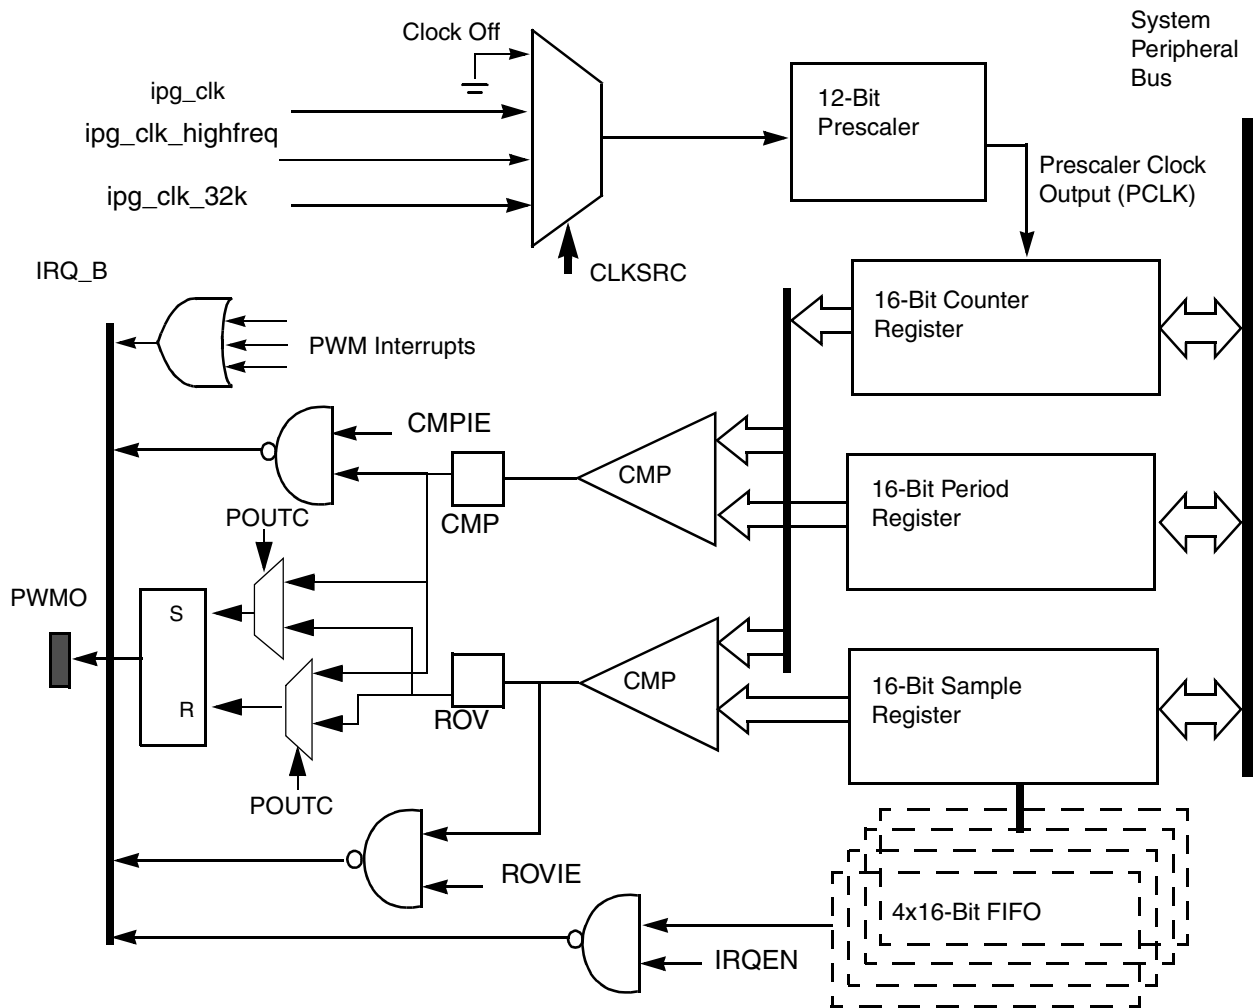 System
Peripheral
Bus
Clock Off
ipg_clk
ipg_clk_highfreq
ipg_clk_32k
12-Bit
Prescaler
Prescaler Clock
Output (PCLK)
CLKSRC
IRQ_B
16-Bit Counter
Register
PWM Interrupts
CMPIE
CMP
CMP
16-Bit Period
Register
POUTC
PWMO
S
R
ROV
CMP
16-Bit Sample
Register
POUTC
ROVIE
4x16-Bit FIFO
IRQEN